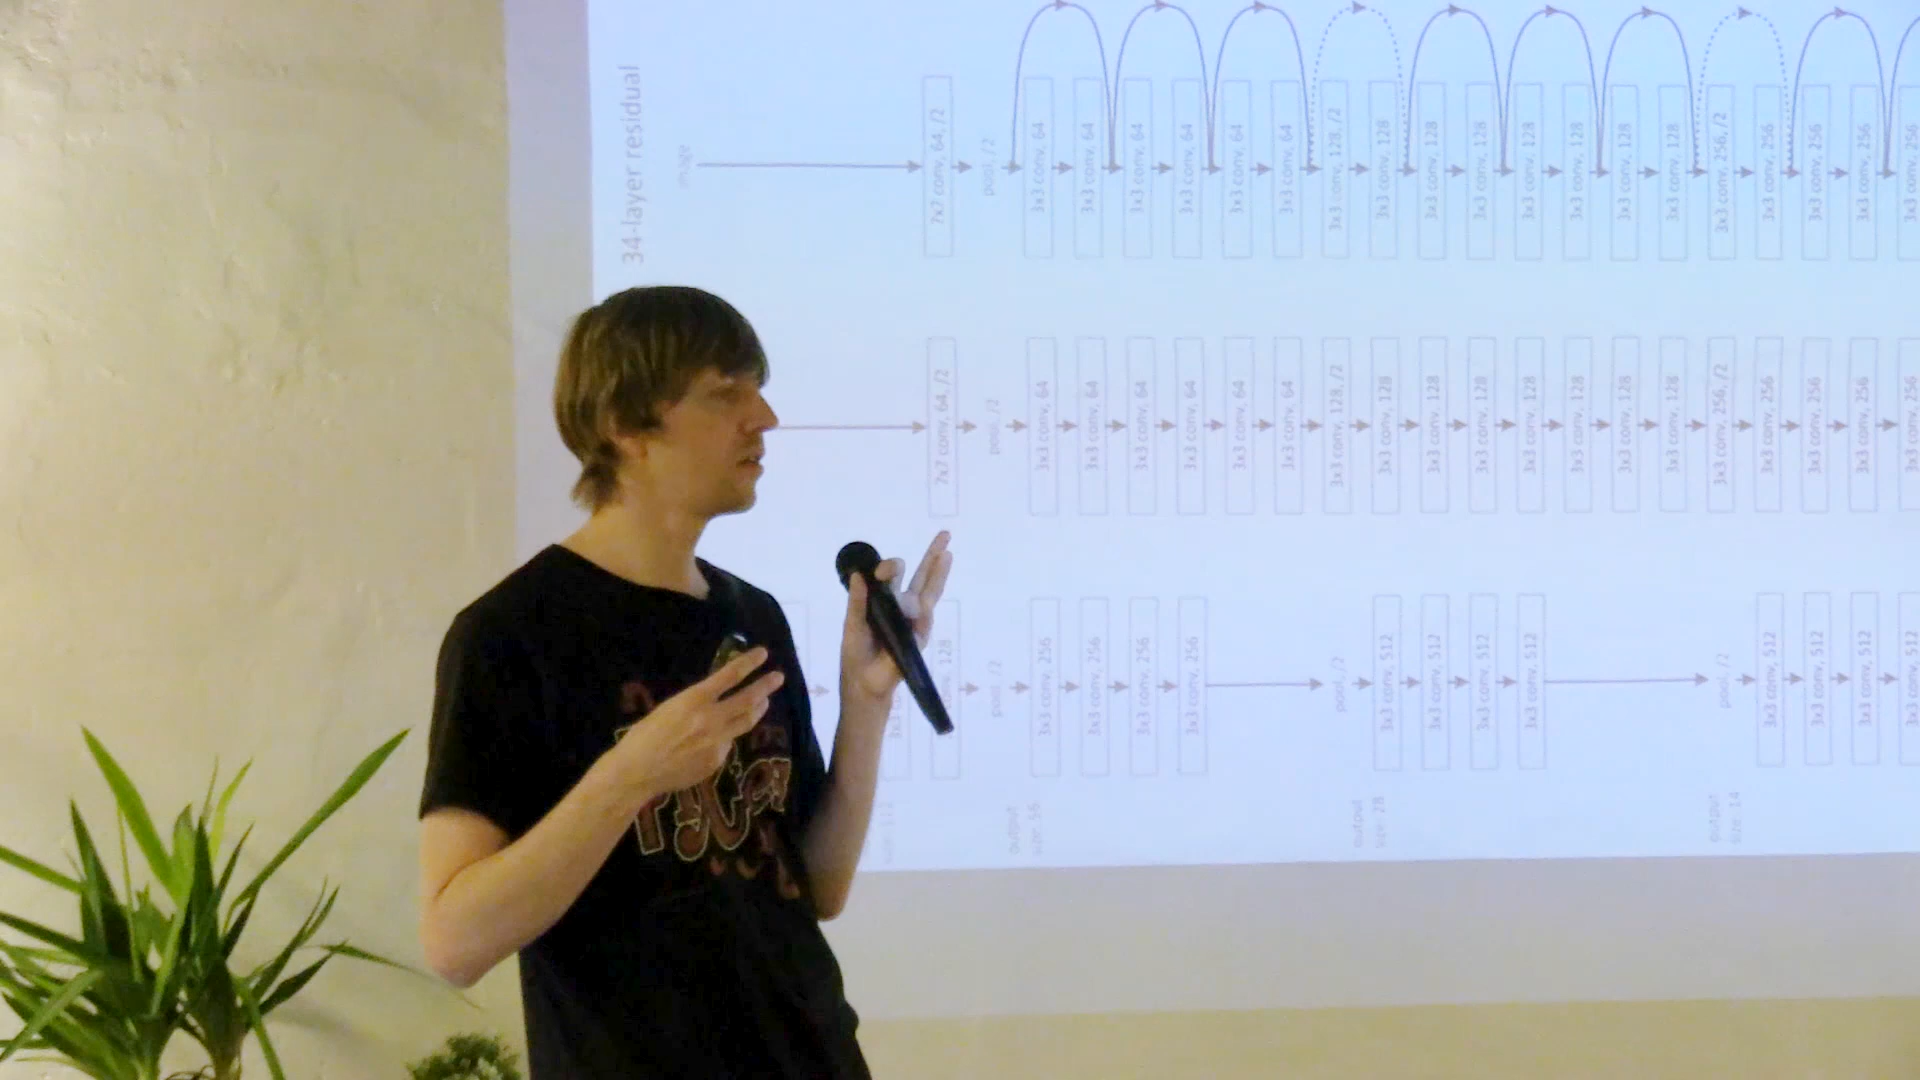 34-layer residual
image
7x7 conv, 64, /2
pool, /2
3x3 conv, 64
3x3 conv, 64
3x3 conv, 64
3x3 conv, 64
3x3 conv, 64
3x3 conv, 64
3x3 conv, 128, /2
3x3 conv, 128
3x3 conv, 128
3x3 conv, 128
3x3 conv, 128
3x3 conv, 128
3x3 conv, 128
3x3 conv, 128
3x3 conv, 256, /2
3x3 conv, 256
3x3 conv, 256
3x3 conv, 256
3x3 conv, 256
7x7 conv, 64, /2
pool, /2
3x3 conv, 64
3x3 conv, 64
3x3 conv, 64
3x3 conv, 64
3x3 conv, 64
3x3 conv, 64
3x3 conv, 128, /2
3x3 conv, 128
3x3 conv, 128
3x3 conv, 128
3x3 conv, 128
3x3 conv, 128
3x3 conv, 128
3x3 conv, 128
3x3 conv, 256, /2
3x3 conv, 256
3x3 conv, 256
3x3 conv, 256
3x3 conv, 256
3x3
128
pool, /2
3x3 conv, 256
3x3 conv, 256
3x3 conv, 256
3x3 conv, 256
pool, /2
3x3 conv, 512
3x3 conv, 512
3x3 conv, 512
3x3 conv, 512
pool, /2
3x3 conv, 512
3x3 conv, 512
3x3 conv, 512
3x3 conv, 512
size: 112
output
size: 56
output
size: 28
output
size: 14